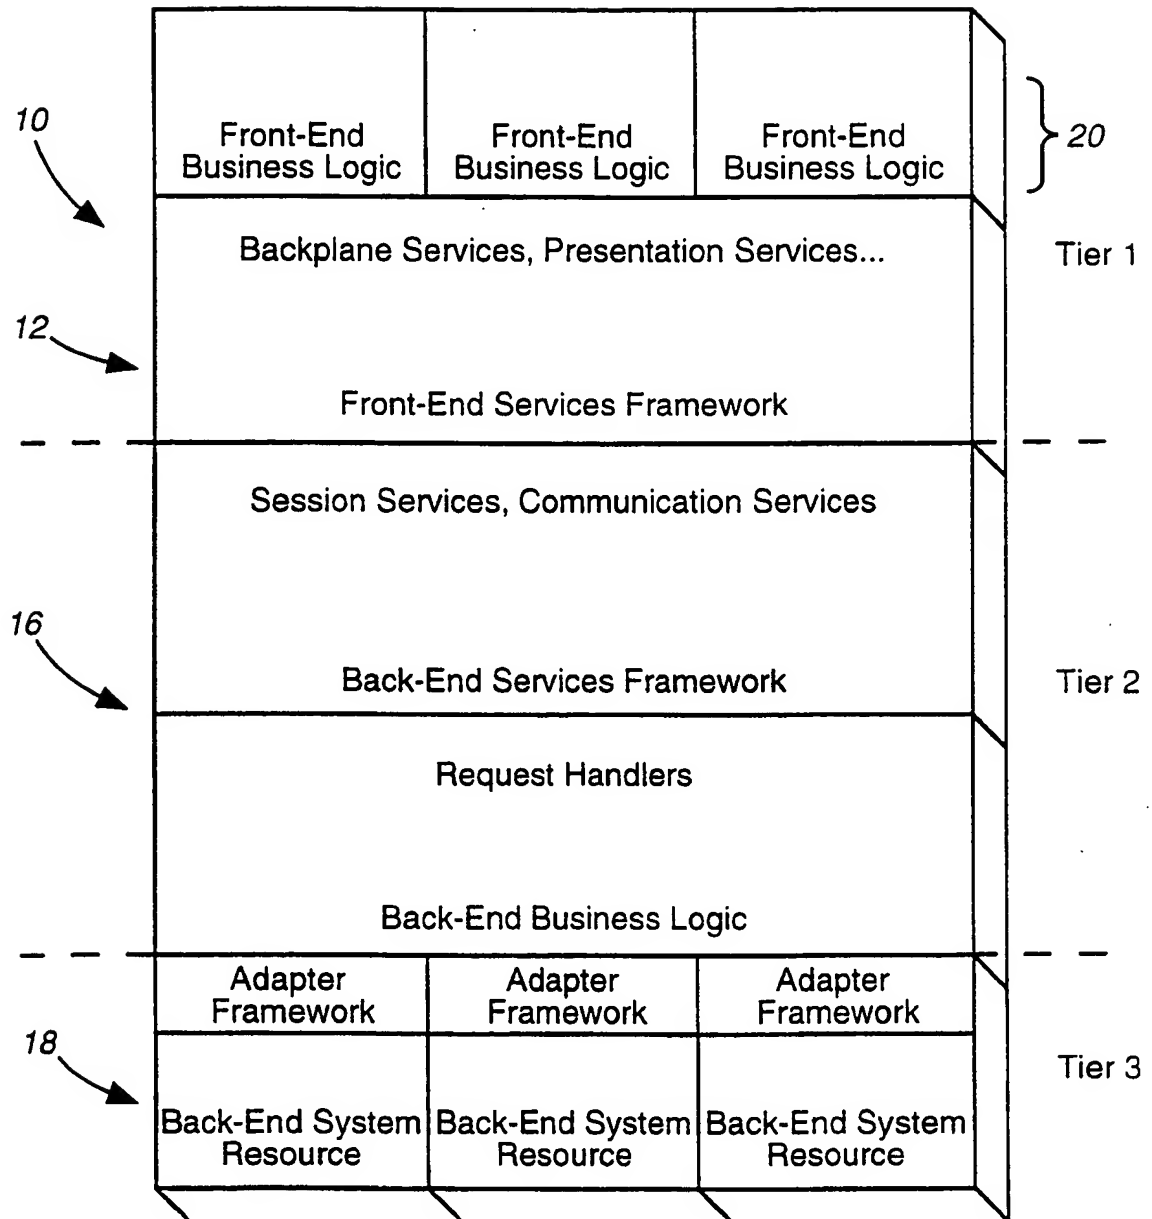 Front-End
Business Logic
Front-End
Business Logic
Front-End
Business Logic
20
10
Backplane Services, Presentation Services...
Tier 1
12
Front-End Services Framework
Session Services, Communication Services
16
Back-End Services Framework
Tier 2
Request Handlers
Back-End Business Logic
Adapter
Framework
Adapter
Framework
Adapter
Framework
18
Tier 3
Back-End System
Resource
Back-End System
Resource
Back-End System
Resource